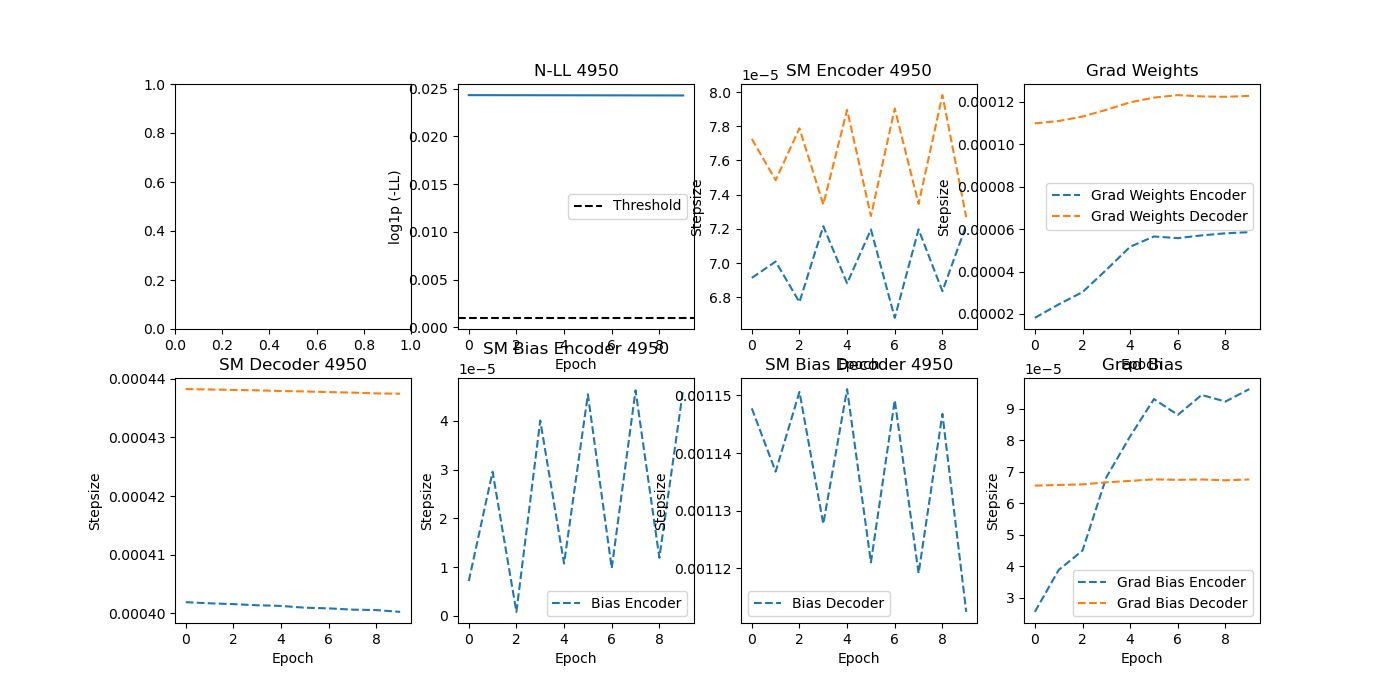 1.0
0.8
0.6
0.4
0.2
0.0
0.0 0.2 0.4 0.6 0.8 1.0
N-LL 4950
log1p (-LL)
0.025
0.020
0.015
0.010
0.005
0.000
Threshold
0 2 4 6 8
Epoch
1e−5
SM Encoder 4950
Stepsize
8.0
7.8
7.6
7.4
7.2
7.0
6.8
0 2 4 6 8
Epoch
Grad Weights
Stepsize
0.00012
0.00010
0.00008
0.00006
0.00004
0.00002
Grad Weights Encoder
Grad Weights Decoder
0 2 4 6 8
Epoch
SM Decoder 4950
Stepsize
0.00044
0.00043
0.00042
0.00041
0.00040
0 2 4 6 8
Epoch
SM Bias Encoder 4950
1e−5
Stepsize
4
3
2
1
0
Bias Encoder
0 2 4 6 8
Epoch
SM Bias Decoder 4950
Stepsize
0.00115
0.00114
0.00113
0.00112
Bias Decoder
0 2 4 6 8
Epoch
1e−5
Grad Bias
Stepsize
9
8
7
6
5
4
3
Grad Bias Encoder
Grad Bias Decoder
0 2 4 6 8
Epoch